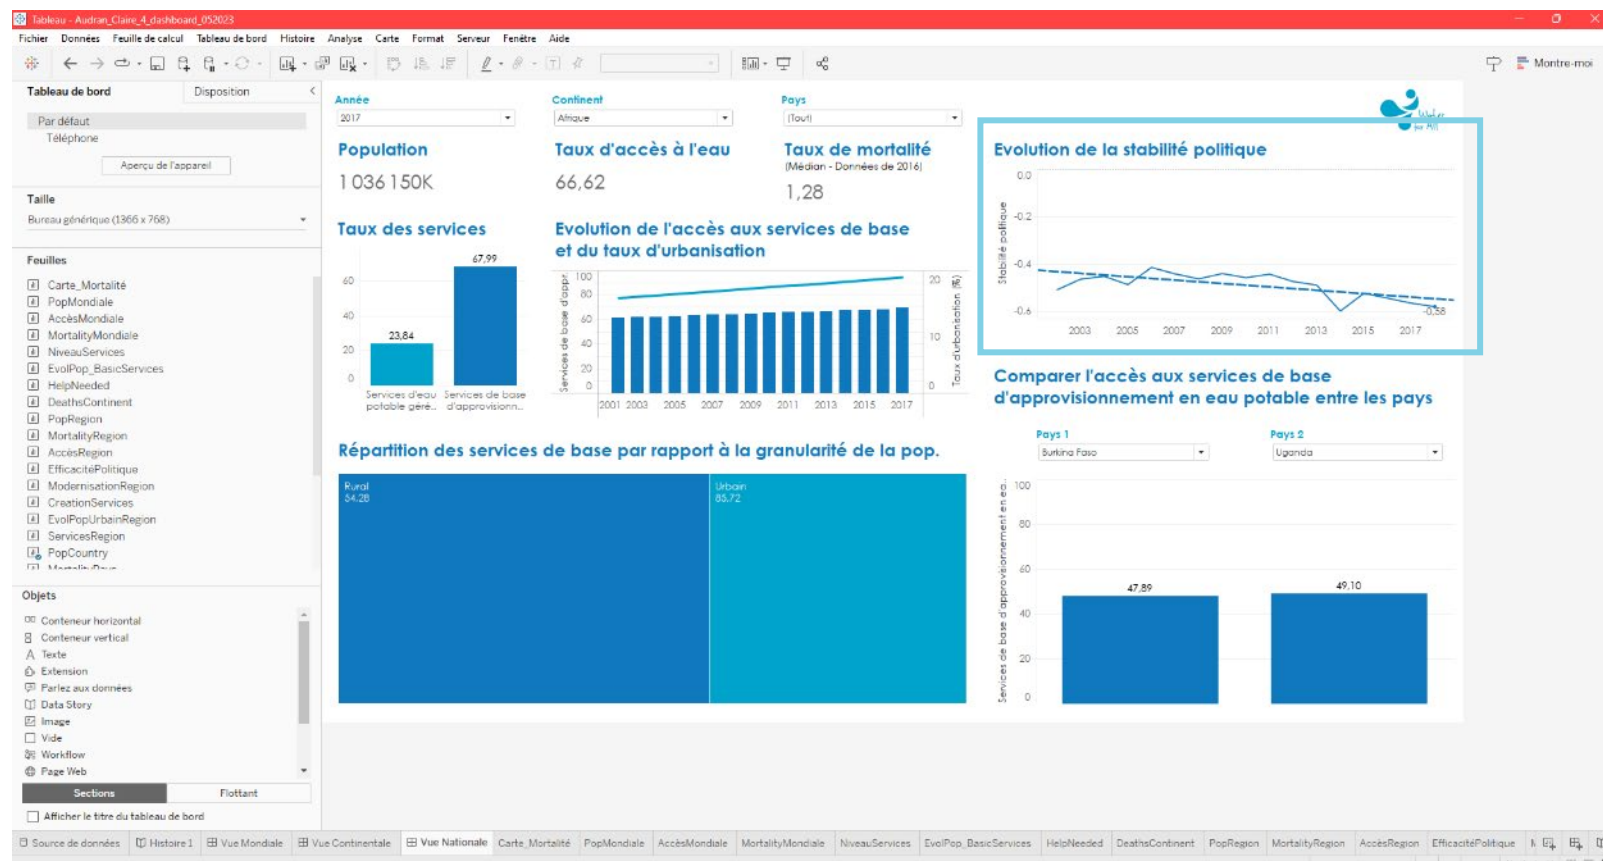 Tableau - Audran_Claire_4_dashboard_052023
Fichier Données Feuille de calcul Tableau de bord Histoire Analyse Carte Format Serveur Fenêtre Aide
Montre-moi
Tableau de bord Disposition
Par défaut
Téléphone
Aperçu de l'appareil
Taille
Bureau générique (1366 x 768)
Feuilles
Carte_Mortalité
PopMondiale
AccèsMondiale
MortalityMondiale
NiveauServices
EvolPop_BasicServices
HelpNeeded
DeathsContinent
PopRegion
MortalityRegion
AccèsRegion
EfficacitéPolitique
ModernisationRegion
CreationServices
EvolPopUrbainRegion
ServicesRegion
PopCountry
Objets
Conteneur horizontal
Conteneur vertical
Texte
Extension
Parlez aux données
Data Story
Image
Vide
Workflow
Page Web
Sections Flottant
Afficher le titre du tableau de bord
Année Continent Pays
2017 Afrique (Tout)
Water
for All
Population
1 036 150K
Taux d'accès à l'eau
66,62
Taux de mortalité
(Médian - Données de 2016)
1,28
Taux des services
67,99
23,84
60
40
20
0
Services d'eau potable géré..
Services de base d'approvisionn..
Evolution de l'accès aux services de base
et du taux d'urbanisation
Services de base d'appr.
100
80
60
40
20
0
20
10
0
Taux d'urbanisation (%)
2001 2003 2005 2007 2009 2011 2013 2015 2017
Evolution de la stabilité politique
Stabilité politique
0.0
-0.2
-0.4
-0.6
-0,58
2003 2005 2007 2009 2011 2013 2015 2017
Répartition des services de base par rapport à la granularité de la pop.
Rural
54,28
Urbain
85,72
Comparer l'accès aux services de base
d'approvisionnement en eau potable entre les pays
Pays 1 Pays 2
Burkina Faso Uganda
Services de base d'approvisionnement en ea..
100
80
60
40
20
0
47,89 49,10
Source de données Histoire 1 Vue Mondiale Vue Continentale Vue Nationale Carte_Mortalité PopMondiale AccèsMondiale MortalityMondiale NiveauServices EvolPop_BasicServices HelpNeeded DeathsContinent PopRegion MortalityRegion AccèsRegion EfficacitéPolitique